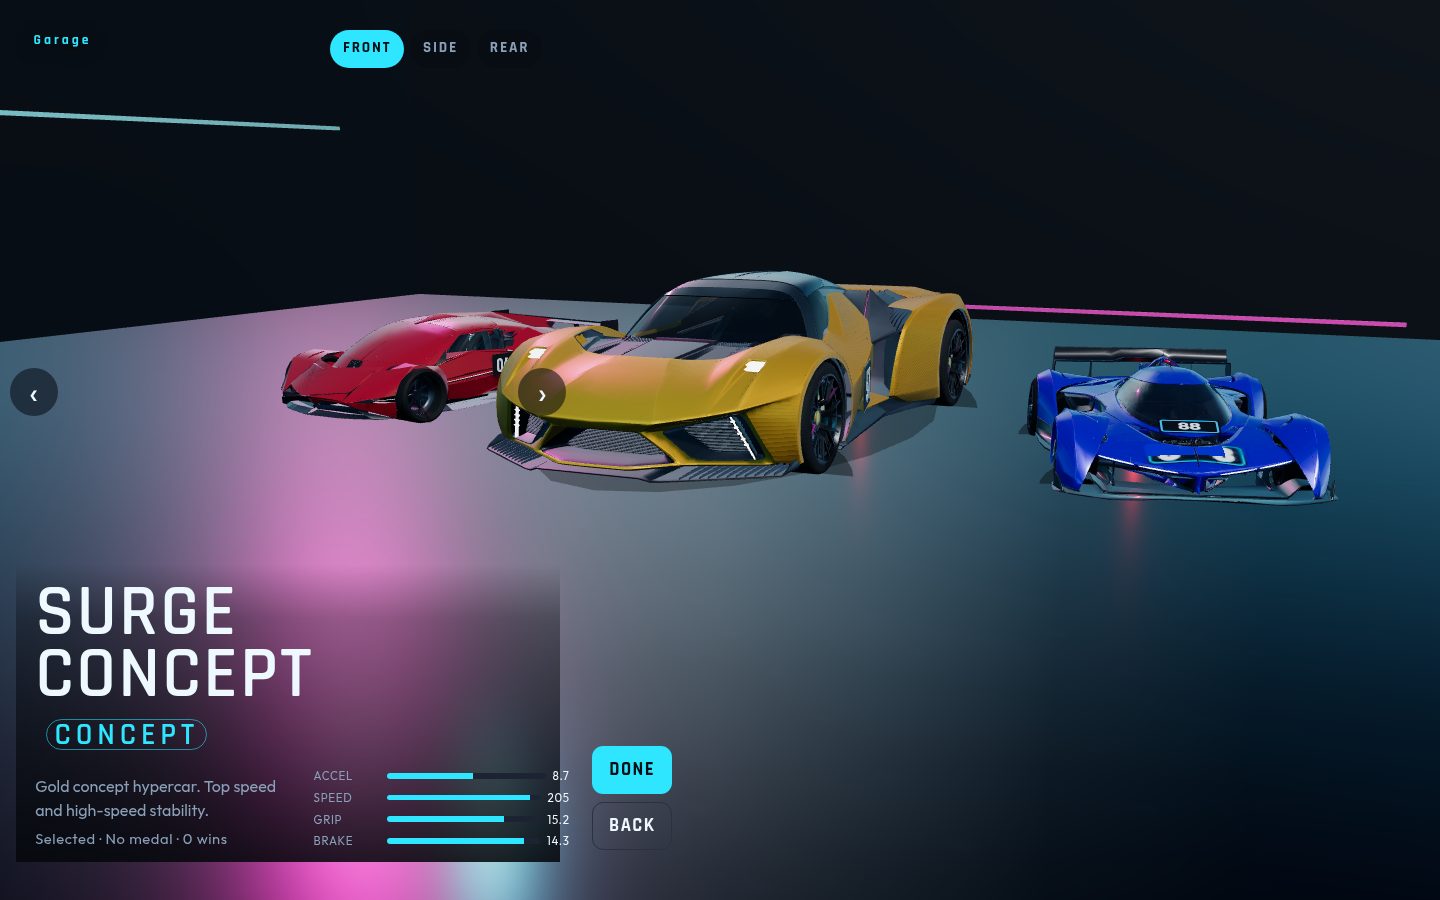 Garage
FRONT SIDE REAR
88
SURGE
CONCEPT
CONCEPT
Gold concept hypercar. Top speed
and high-speed stability.
Selected · No medal · 0 wins
ACCEL 8.7
SPEED 205
GRIP 15.2
BRAKE 14.3
DONE
BACK